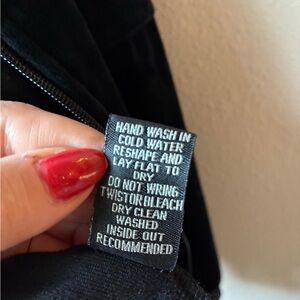 HAND WASH IN
COLD WATER
RESHAPE AND
LAY FLAT TO
DRY
DO NOT WRING
TWIST OR BLEACH
DRY CLEAN
WASHED
INSIDE OUT
RECOMMENDED